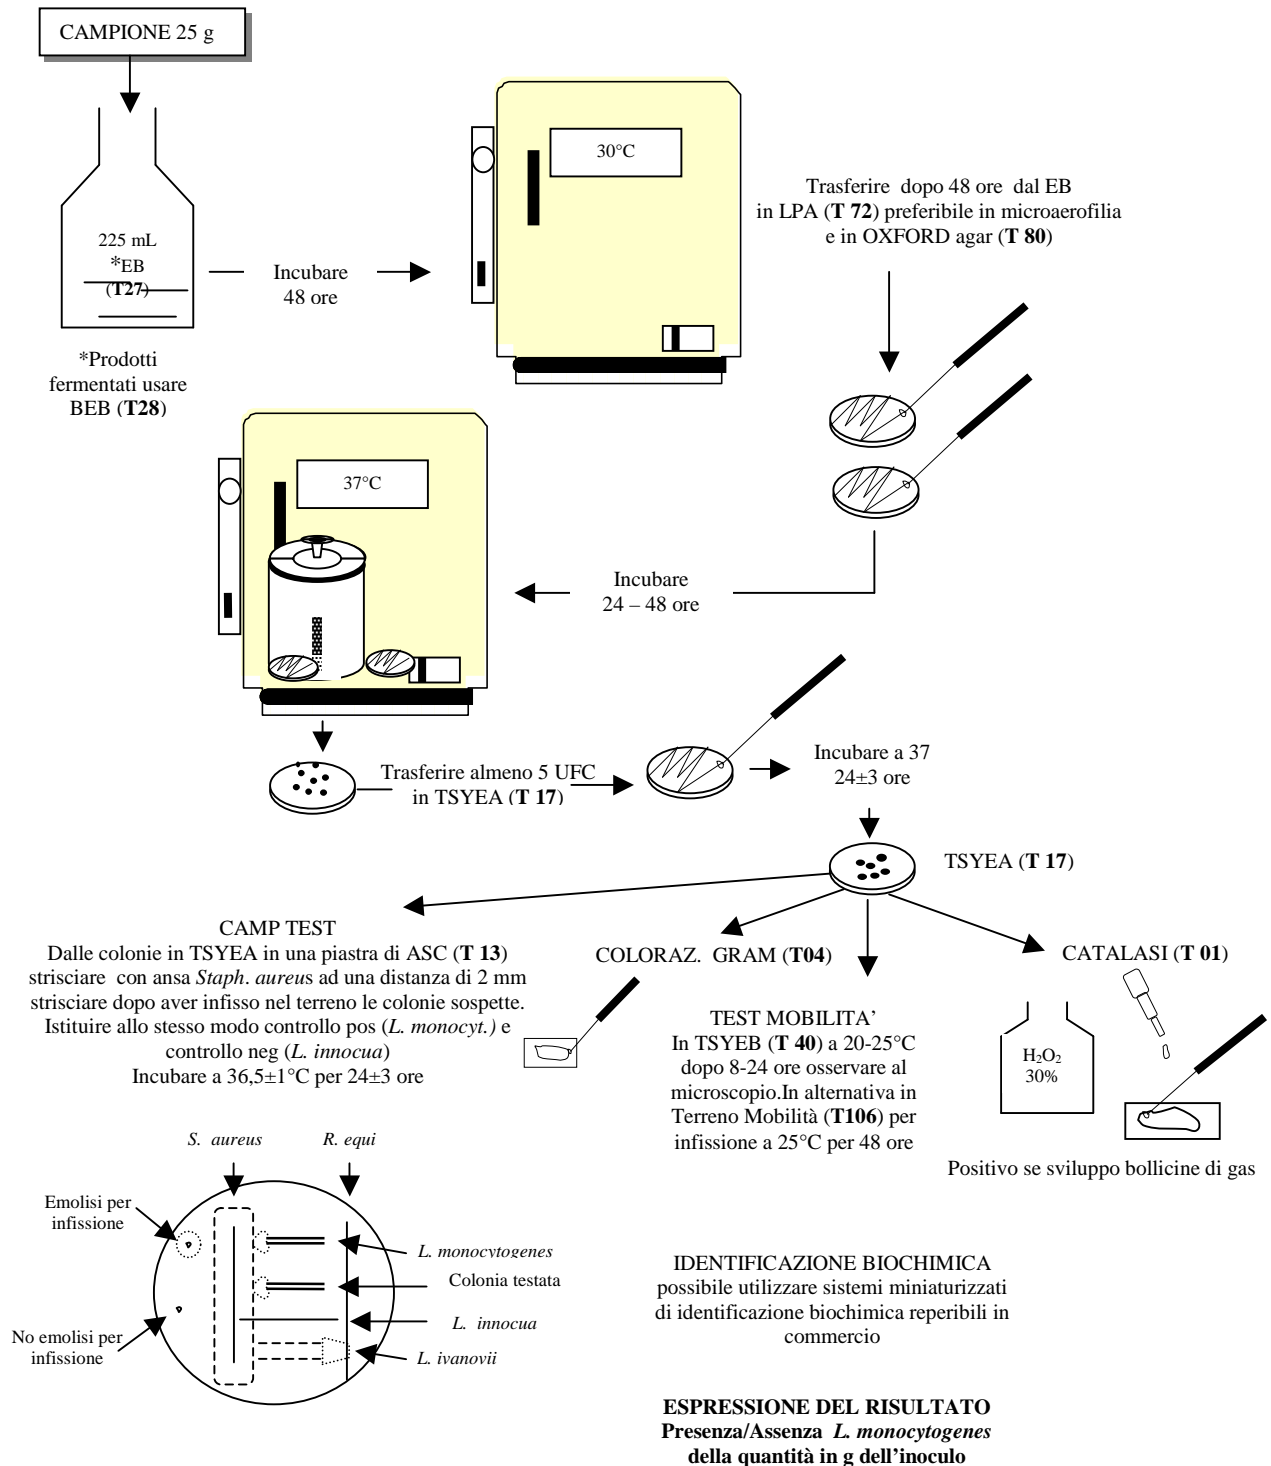 CAMPIONE 25 g
225 mL
*EB
(T27)
Incubare
48 ore
30°C
Trasferire dopo 48 ore dal EB
in LPA (T 72) preferibile in microaerofilia
e in OXFORD agar (T 80)
*Prodotti
fermentati usare
BEB (T28)
37°C
Incubare
24 – 48 ore
Trasferire almeno 5 UFC
in TSYEA (T 17)
Incubare a 37
24±3 ore
TSYEA (T 17)
CAMP TEST
Dalle colonie in TSYEA in una piastra di ASC (T 13)
strisciare con ansa Staph. aureus ad una distanza di 2 mm
strisciare dopo aver infisso nel terreno le colonie sospette.
Istituire allo stesso modo controllo pos (L. monocyt.) e
controllo neg (L. innocua)
Incubare a 36,5±1°C per 24±3 ore
COLORAZ. GRAM (T04)
TEST MOBILITA’
In TSYEB (T 40) a 20-25°C
dopo 8-24 ore osservare al
microscopio.In alternativa in
Terreno Mobilità (T106) per
infissione a 25°C per 48 ore
CATALASI (T 01)
H₂O₂
30%
Positivo se sviluppo bollicine di gas
S. aureus
R. equi
Emolisi per
infissione
L. monocytogenes
Colonia testata
L. innocua
No emolisi per
infissione
L. ivanovii
IDENTIFICAZIONE BIOCHIMICA
possibile utilizzare sistemi miniaturizzati
di identificazione biochimica reperibili in
commercio
ESPRESSIONE DEL RISULTATO
Presenza/Assenza L. monocytogenes
della quantità in g dell’inoculo